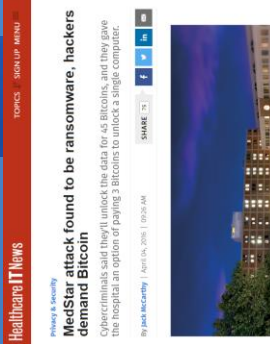 Healthcare IT News
TOPICS SIGN UP MENU
Privacy & Security
MedStar attack found to be ransomware, hackers
demand Bitcoin
Cybercriminals said they'll unlock the data for 45 Bitcoins, and they gave
the hospital an option of paying 3 Bitcoins to unlock a single computer.
By Jack McCarthy | April 04, 2016 | 09:26 AM
SHARE 79